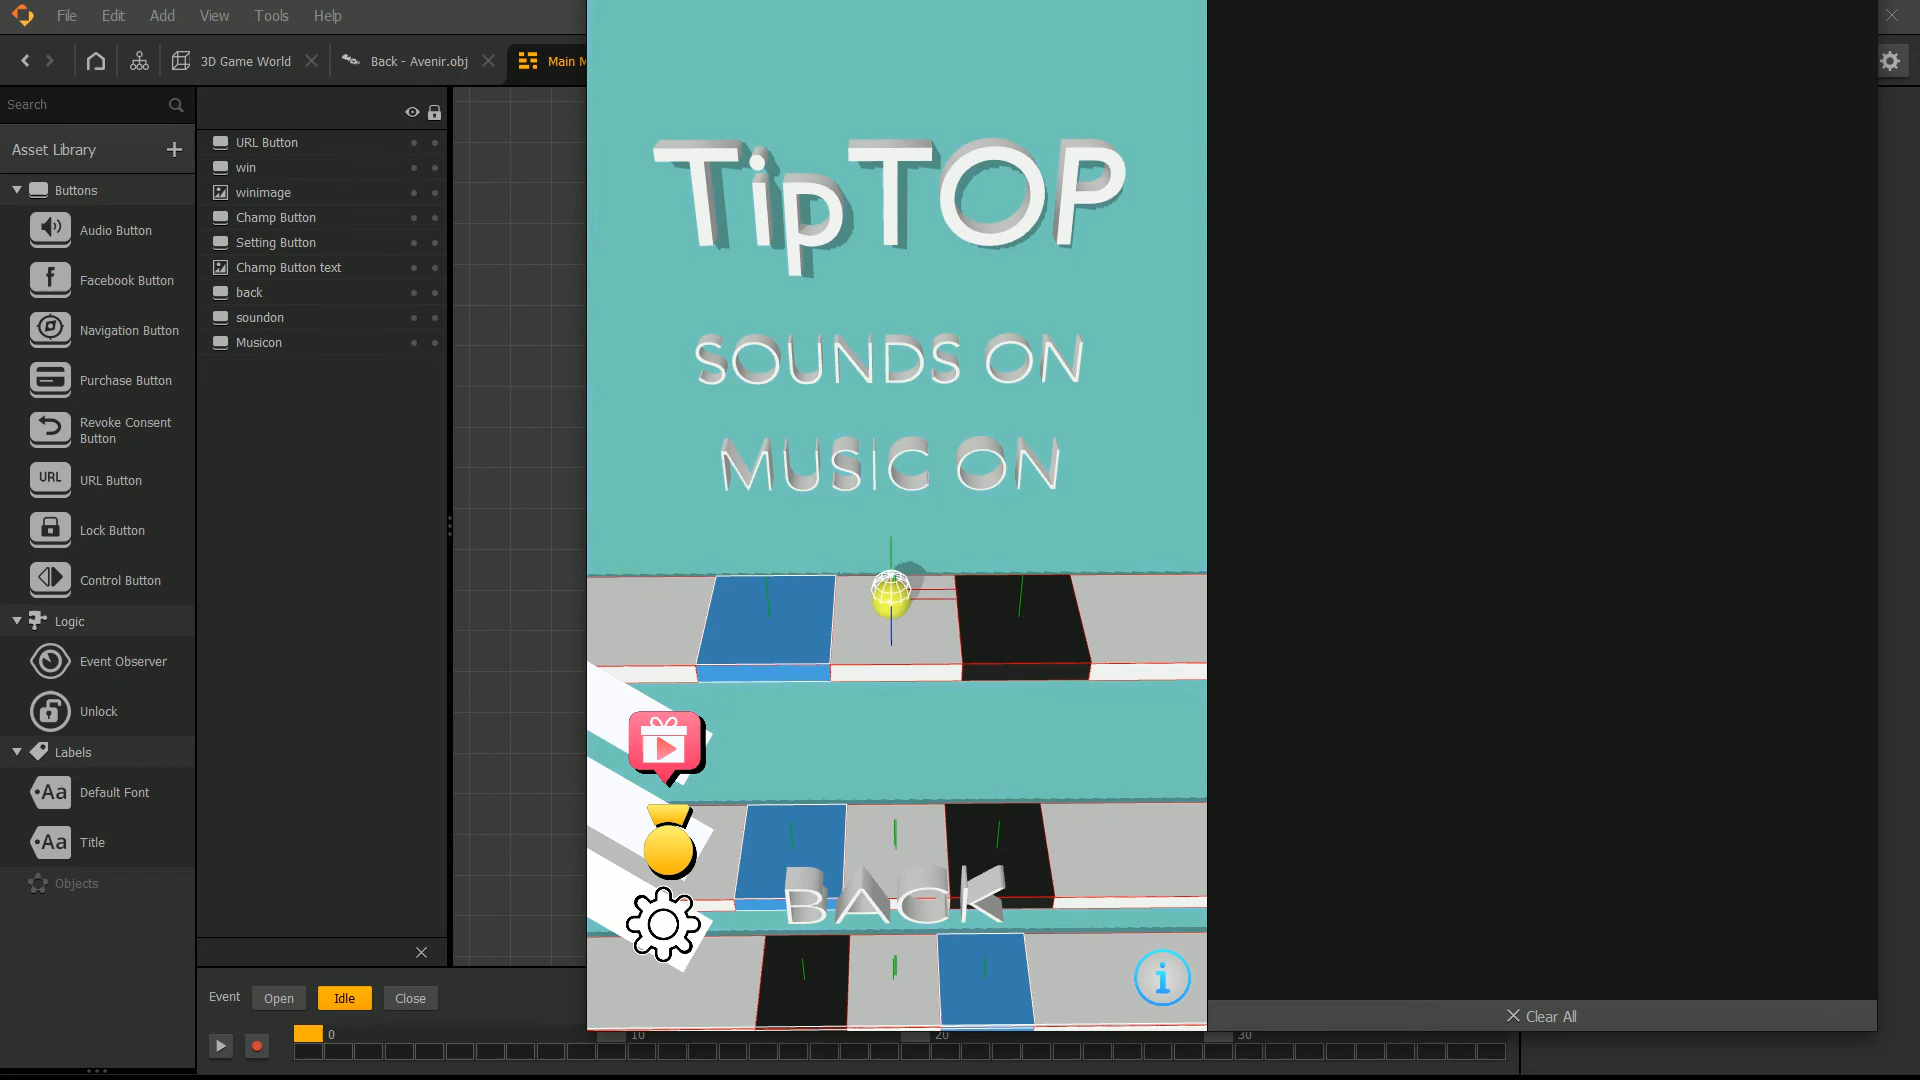 File Edit Add View Tools Help
3D Game World
Back - Avenir.obj
Main M
Search
Asset Library
Buttons
Audio Button
Facebook Button
Navigation Button
Purchase Button
Revoke Consent
Button
URL
URL Button
Lock Button
Control Button
Logic
Event Observer
Unlock
Labels
Aa
Default Font
Aa
Title
Objects
URL Button
win
winimage
Champ Button
Setting Button
Champ Button text
back
soundon
Musicon
TipTOP
SOUNDS ON
MUSIC ON
BACK
i
Event Open Idle Close
0 10 20 30
Clear All